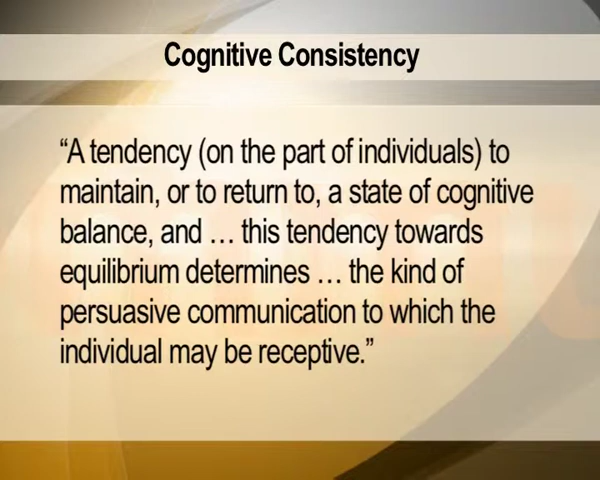 Cognitive Consistency
“A tendency (on the part of individuals) to
maintain, or to return to, a state of cognitive
balance, and … this tendency towards
equilibrium determines … the kind of
persuasive communication to which the
individual may be receptive.”